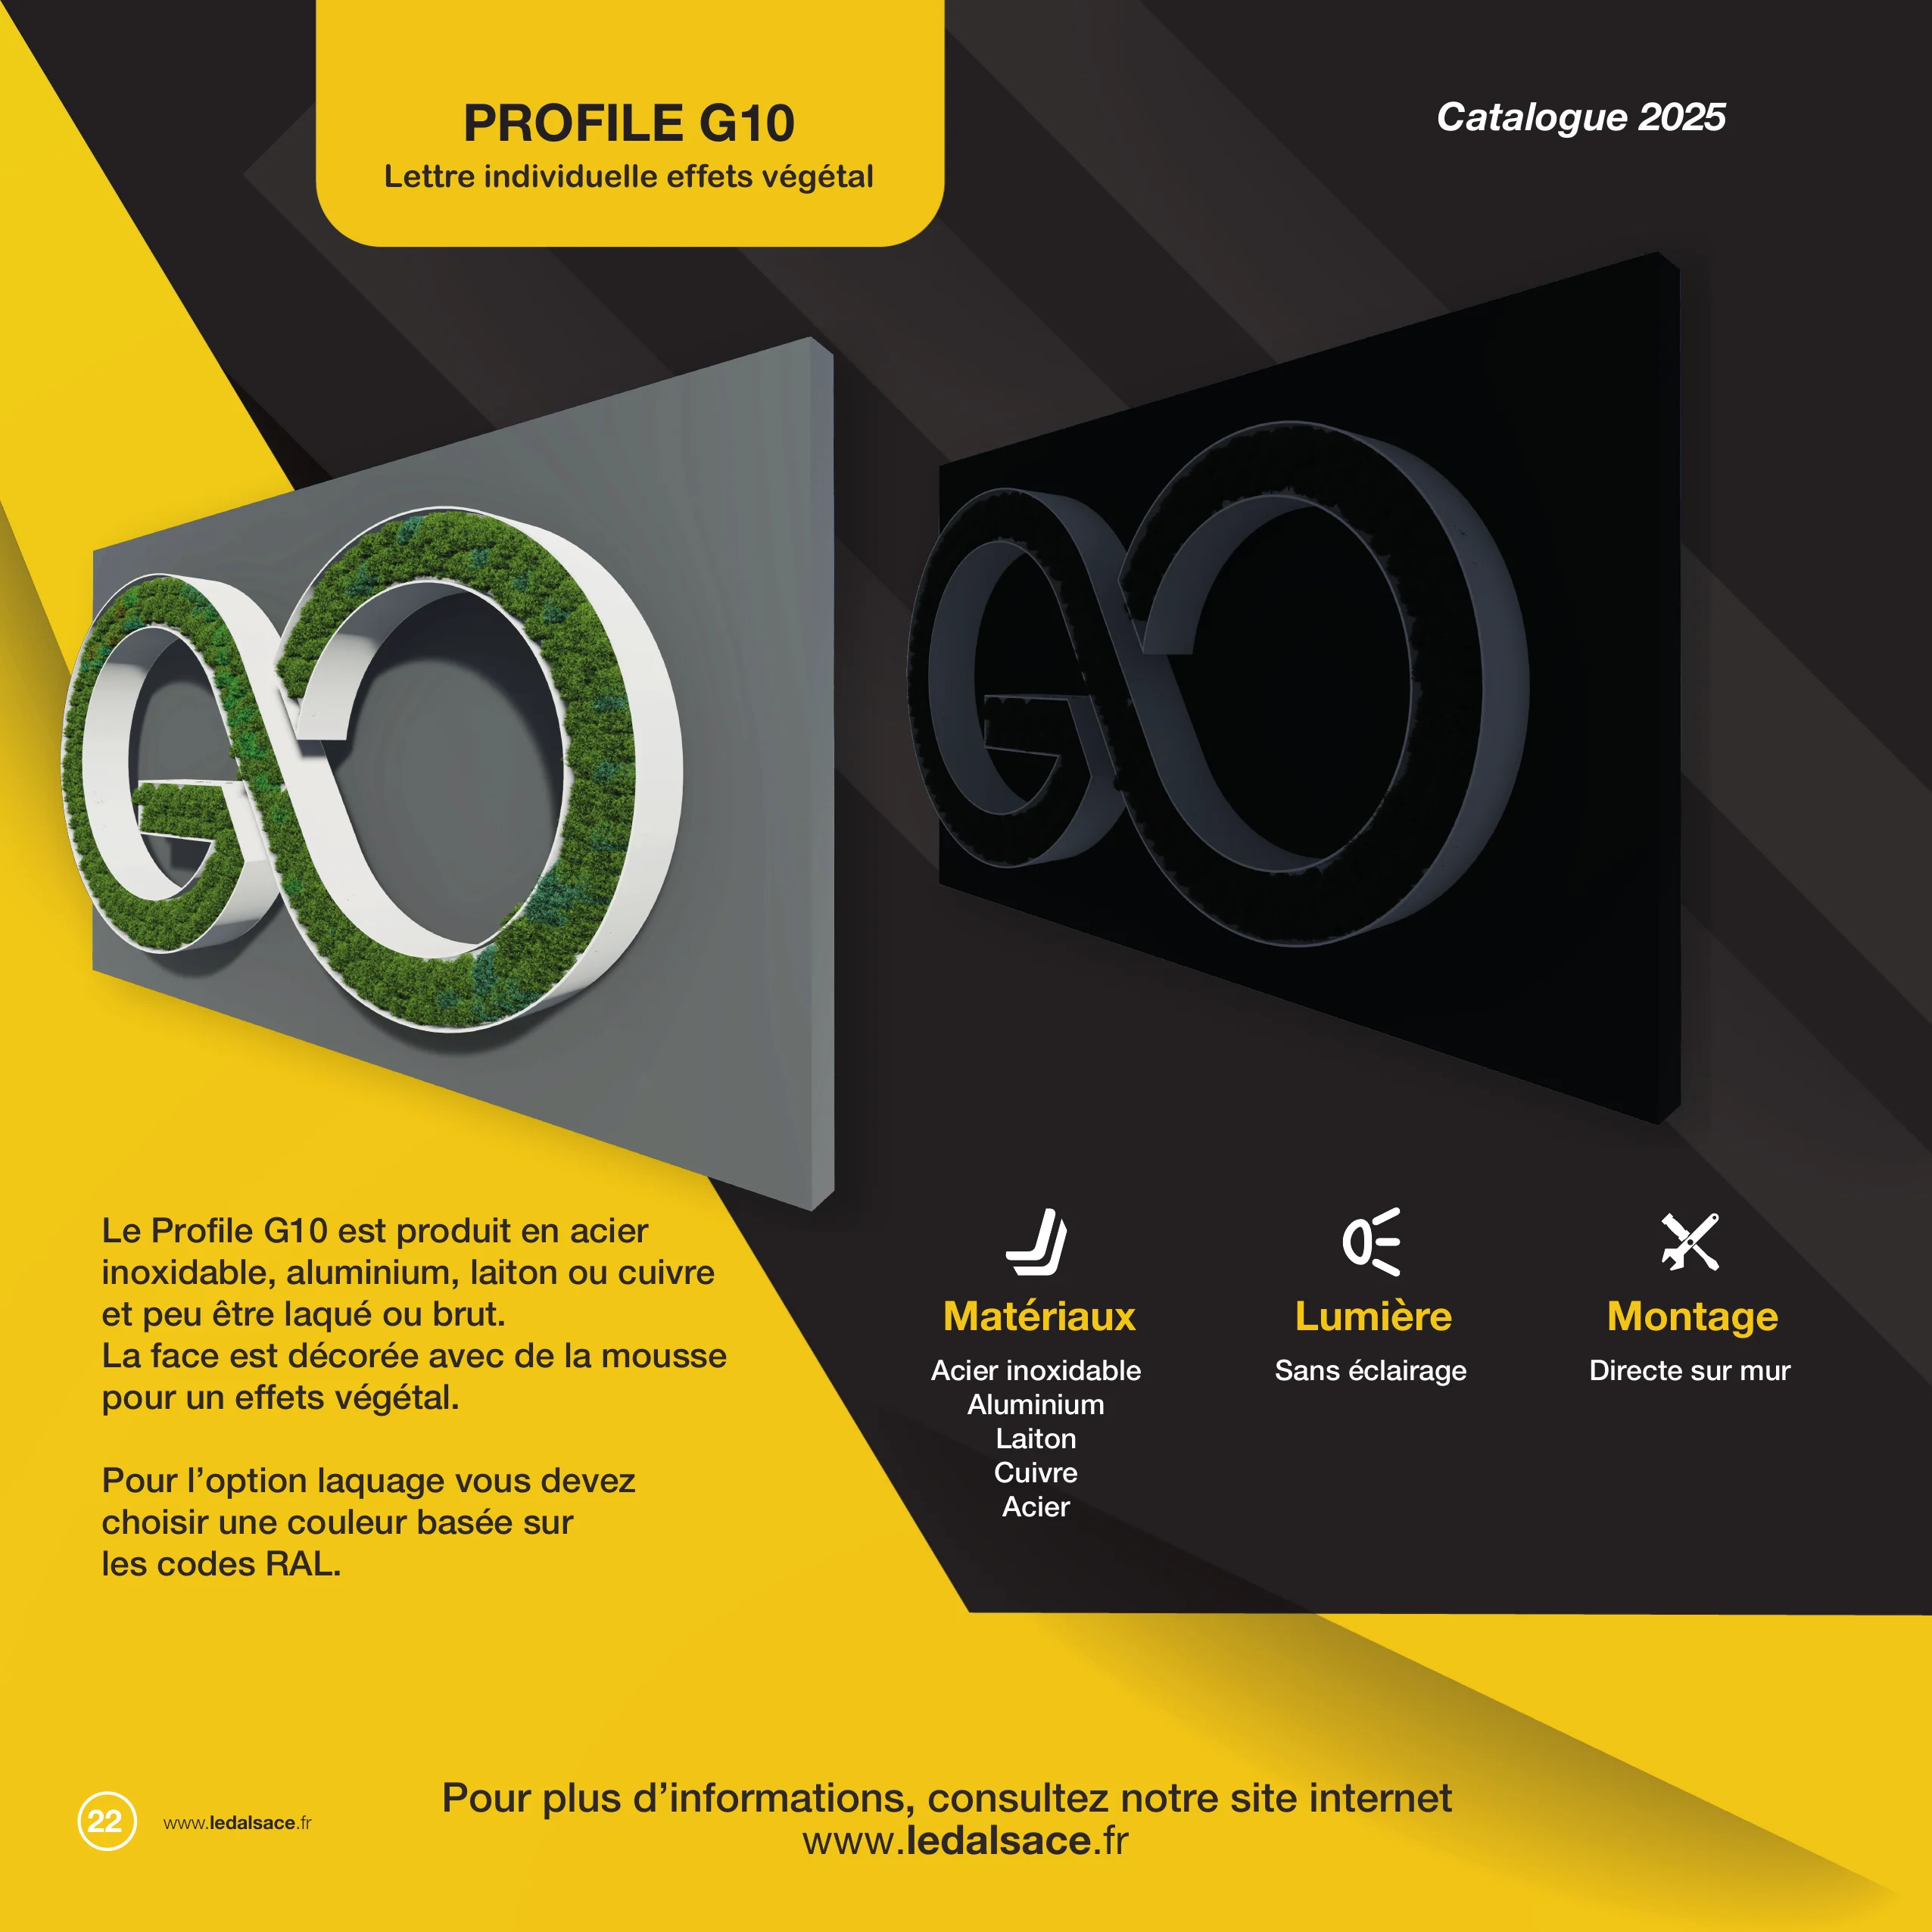 PROFILE G10
Lettre individuelle effets végétal
Catalogue 2025
GO
GO
Le Profile G10 est produit en acier
inoxidable, aluminium, laiton ou cuivre
et peu être laqué ou brut.
La face est décorée avec de la mousse
pour un effets végétal.
Pour l’option laquage vous devez
choisir une couleur basée sur
les codes RAL.
Matériaux
Acier inoxidable
Aluminium
Laiton
Cuivre
Acier
Lumière
Sans éclairage
Montage
Directe sur mur
Pour plus d’informations, consultez notre site internet
www.ledalsace.fr
22
www.ledalsace.fr